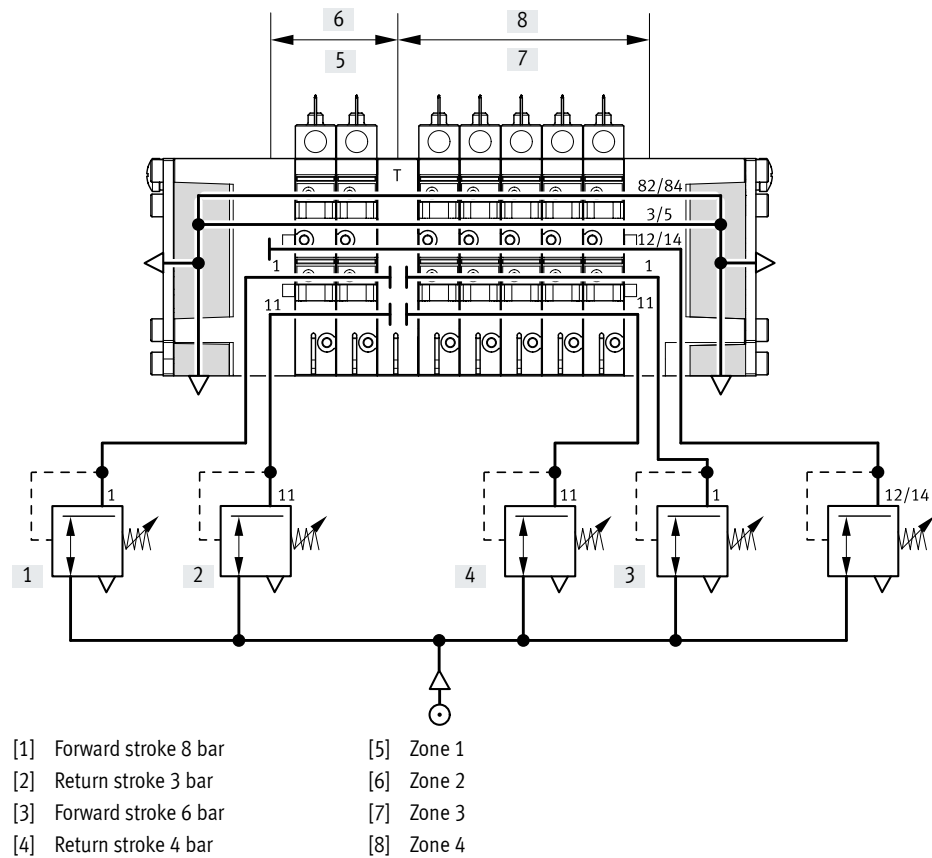 6
8
5
7
T
82/84
3/5
12/14
1
1
11
11
1
11
11
1
12/14
1
2
4
3
[1] Forward stroke 8 bar
[2] Return stroke 3 bar
[3] Forward stroke 6 bar
[4] Return stroke 4 bar
[5] Zone 1
[6] Zone 2
[7] Zone 3
[8] Zone 4